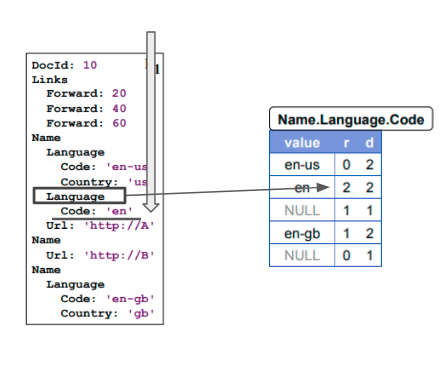 DocId: 10
Links
Forward: 20
Forward: 40
Forward: 60
Name
Language
Code: 'en-us
Country: 'us
Language
Code: 'en'
Url: 'http://A'
Name
Url: 'http://B'
Name
Language
Code: 'en-gb'
Country: 'gb'
Name.Language.Code
value r d
en-us 0 2
en 2 2
NULL 1 1
en-gb 1 2
NULL 0 1